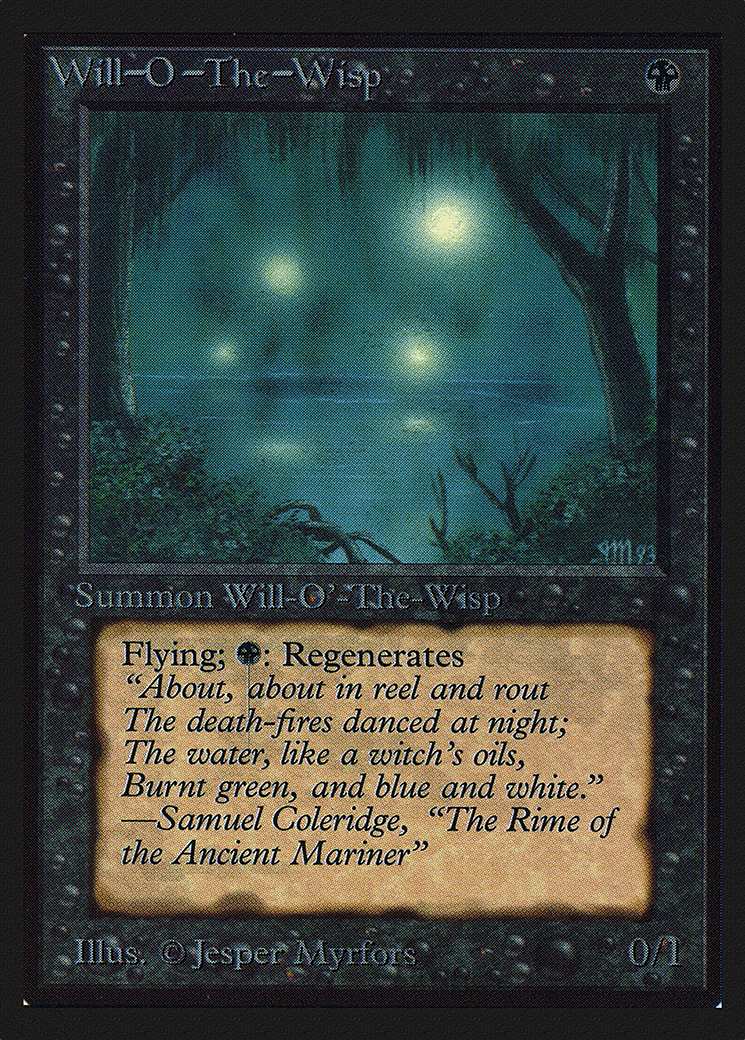 Will-O-The-Wisp
JM 93
Summon Will-O'-The-Wisp
Flying; : Regenerates
“About, about in reel and rout
The death-fires danced at night;
The water, like a witch's oils,
Burnt green, and blue and white.”
—Samuel Coleridge, “The Rime of
the Ancient Mariner”
Illus. © Jesper Myrfors 0/1